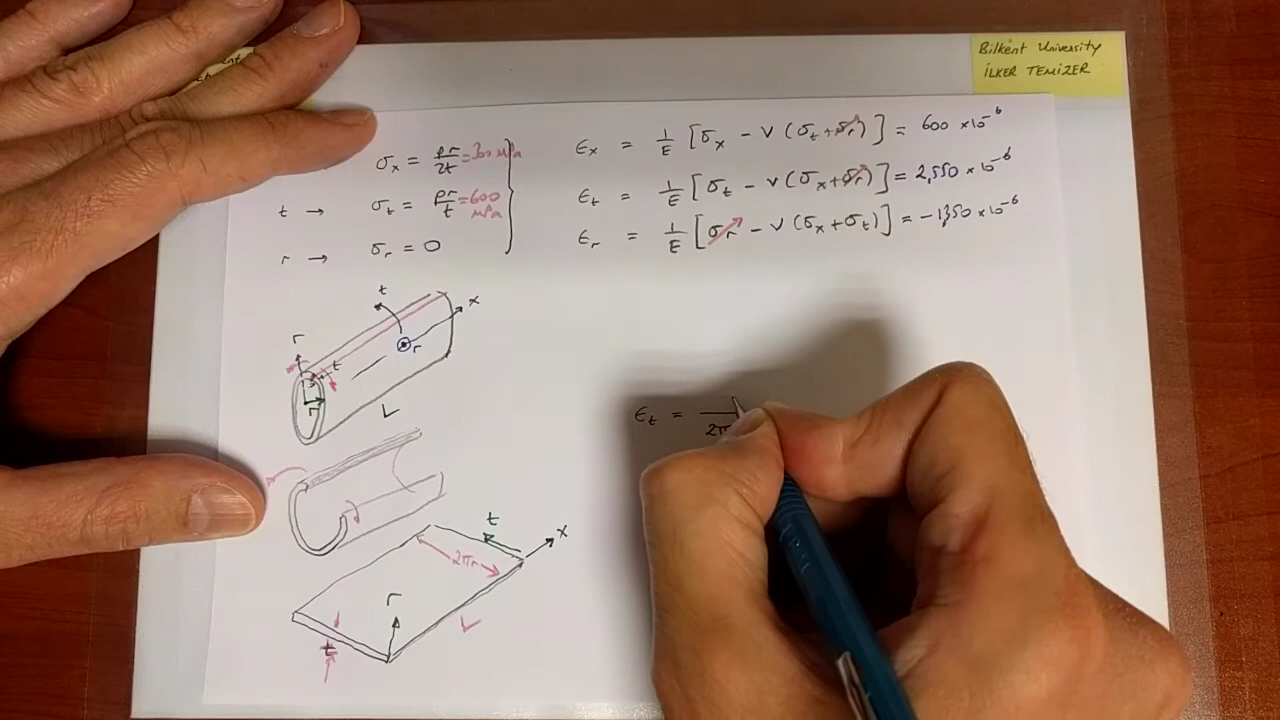 Bilkent University
İLKER TEMİZER
σx = pr/2t = 300 MPa
t → σt = pr/t = 600 MPa
r → σr = 0
εx = 1/E [σx − ν (σt + σr)] = 600 × 10⁻⁶
εt = 1/E [σt − ν (σx + σr)] = 2,550 × 10⁻⁶
εr = 1/E [σr − ν (σx + σt)] = −1350 × 10⁻⁶
t
x
r
r
t
r
L
εt =
2π
t
x
2πr
r
L
t